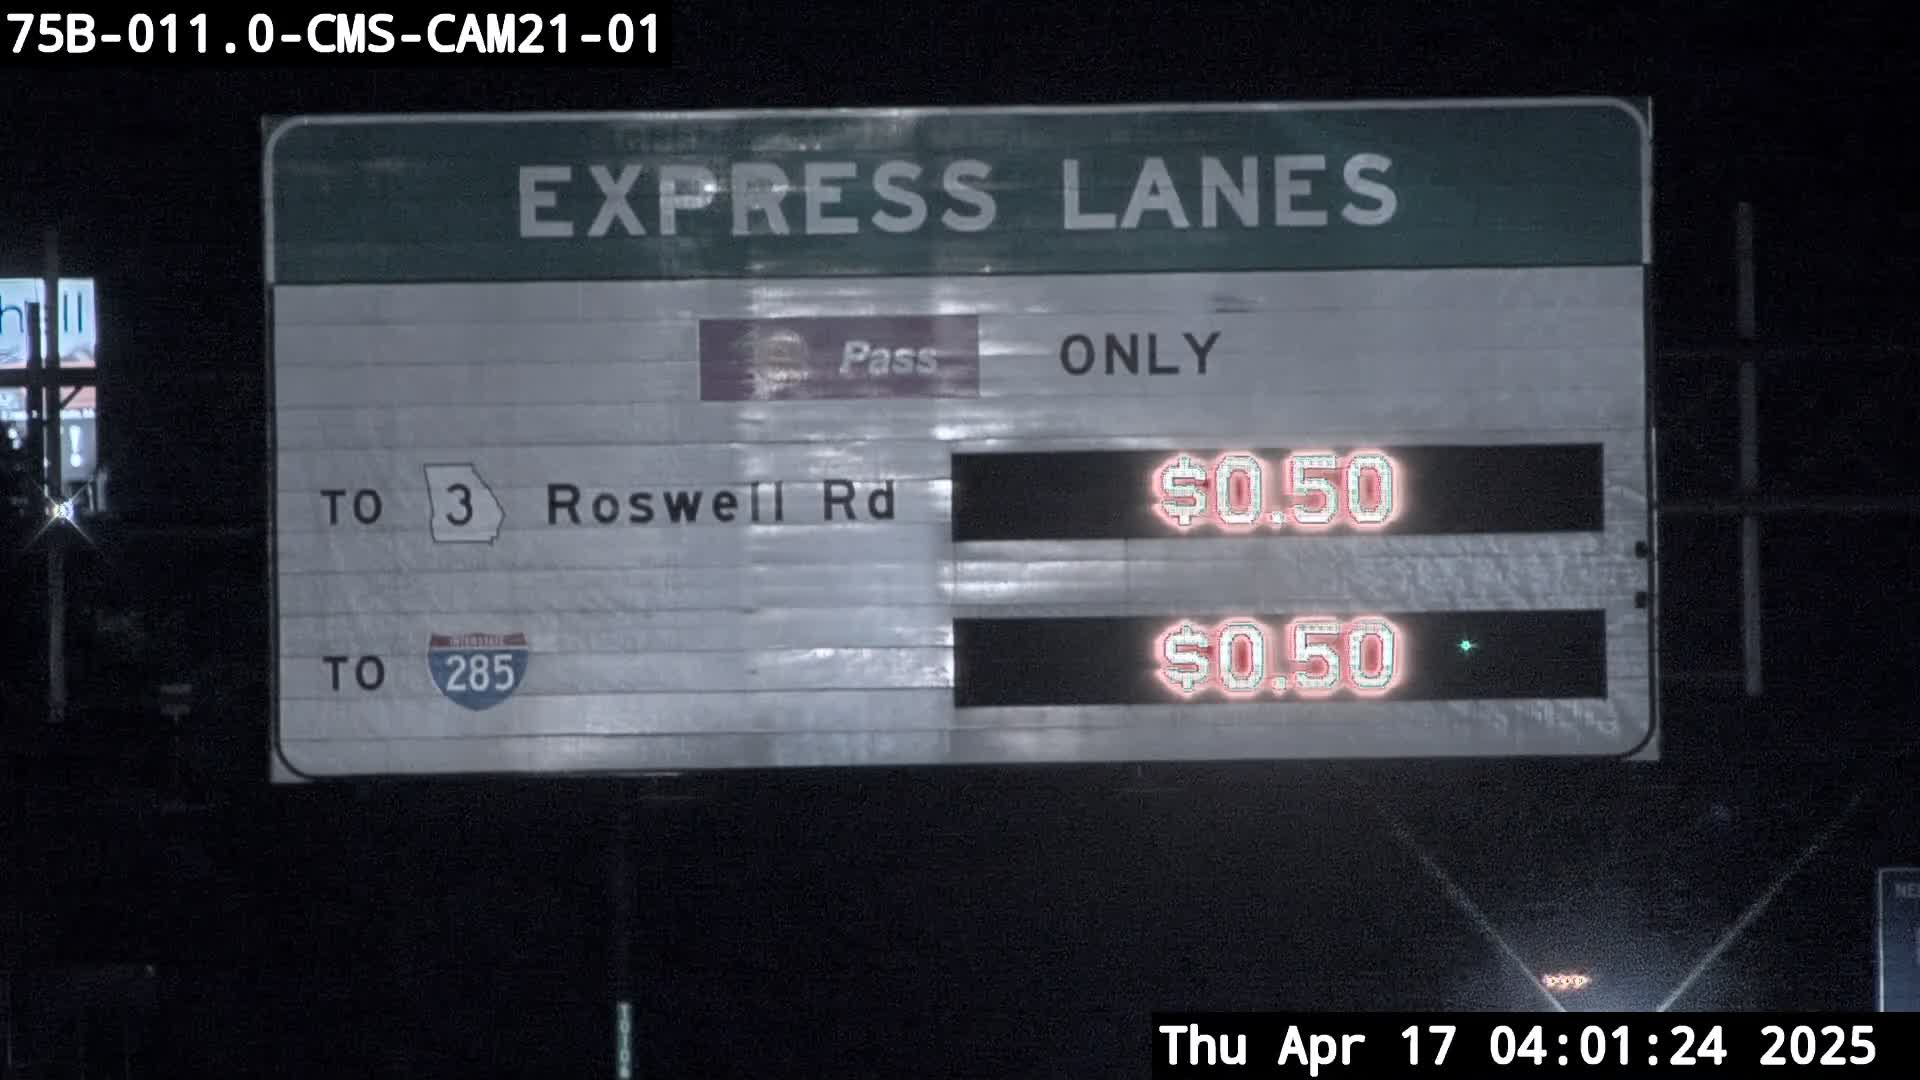 75B-011.0-CMS-CAM21-01
EXPRESS LANES
Pass ONLY
TO 3 Roswell Rd $0.50
TO INTERSTATE 285 $0.50
Thu Apr 17 04:01:24 2025